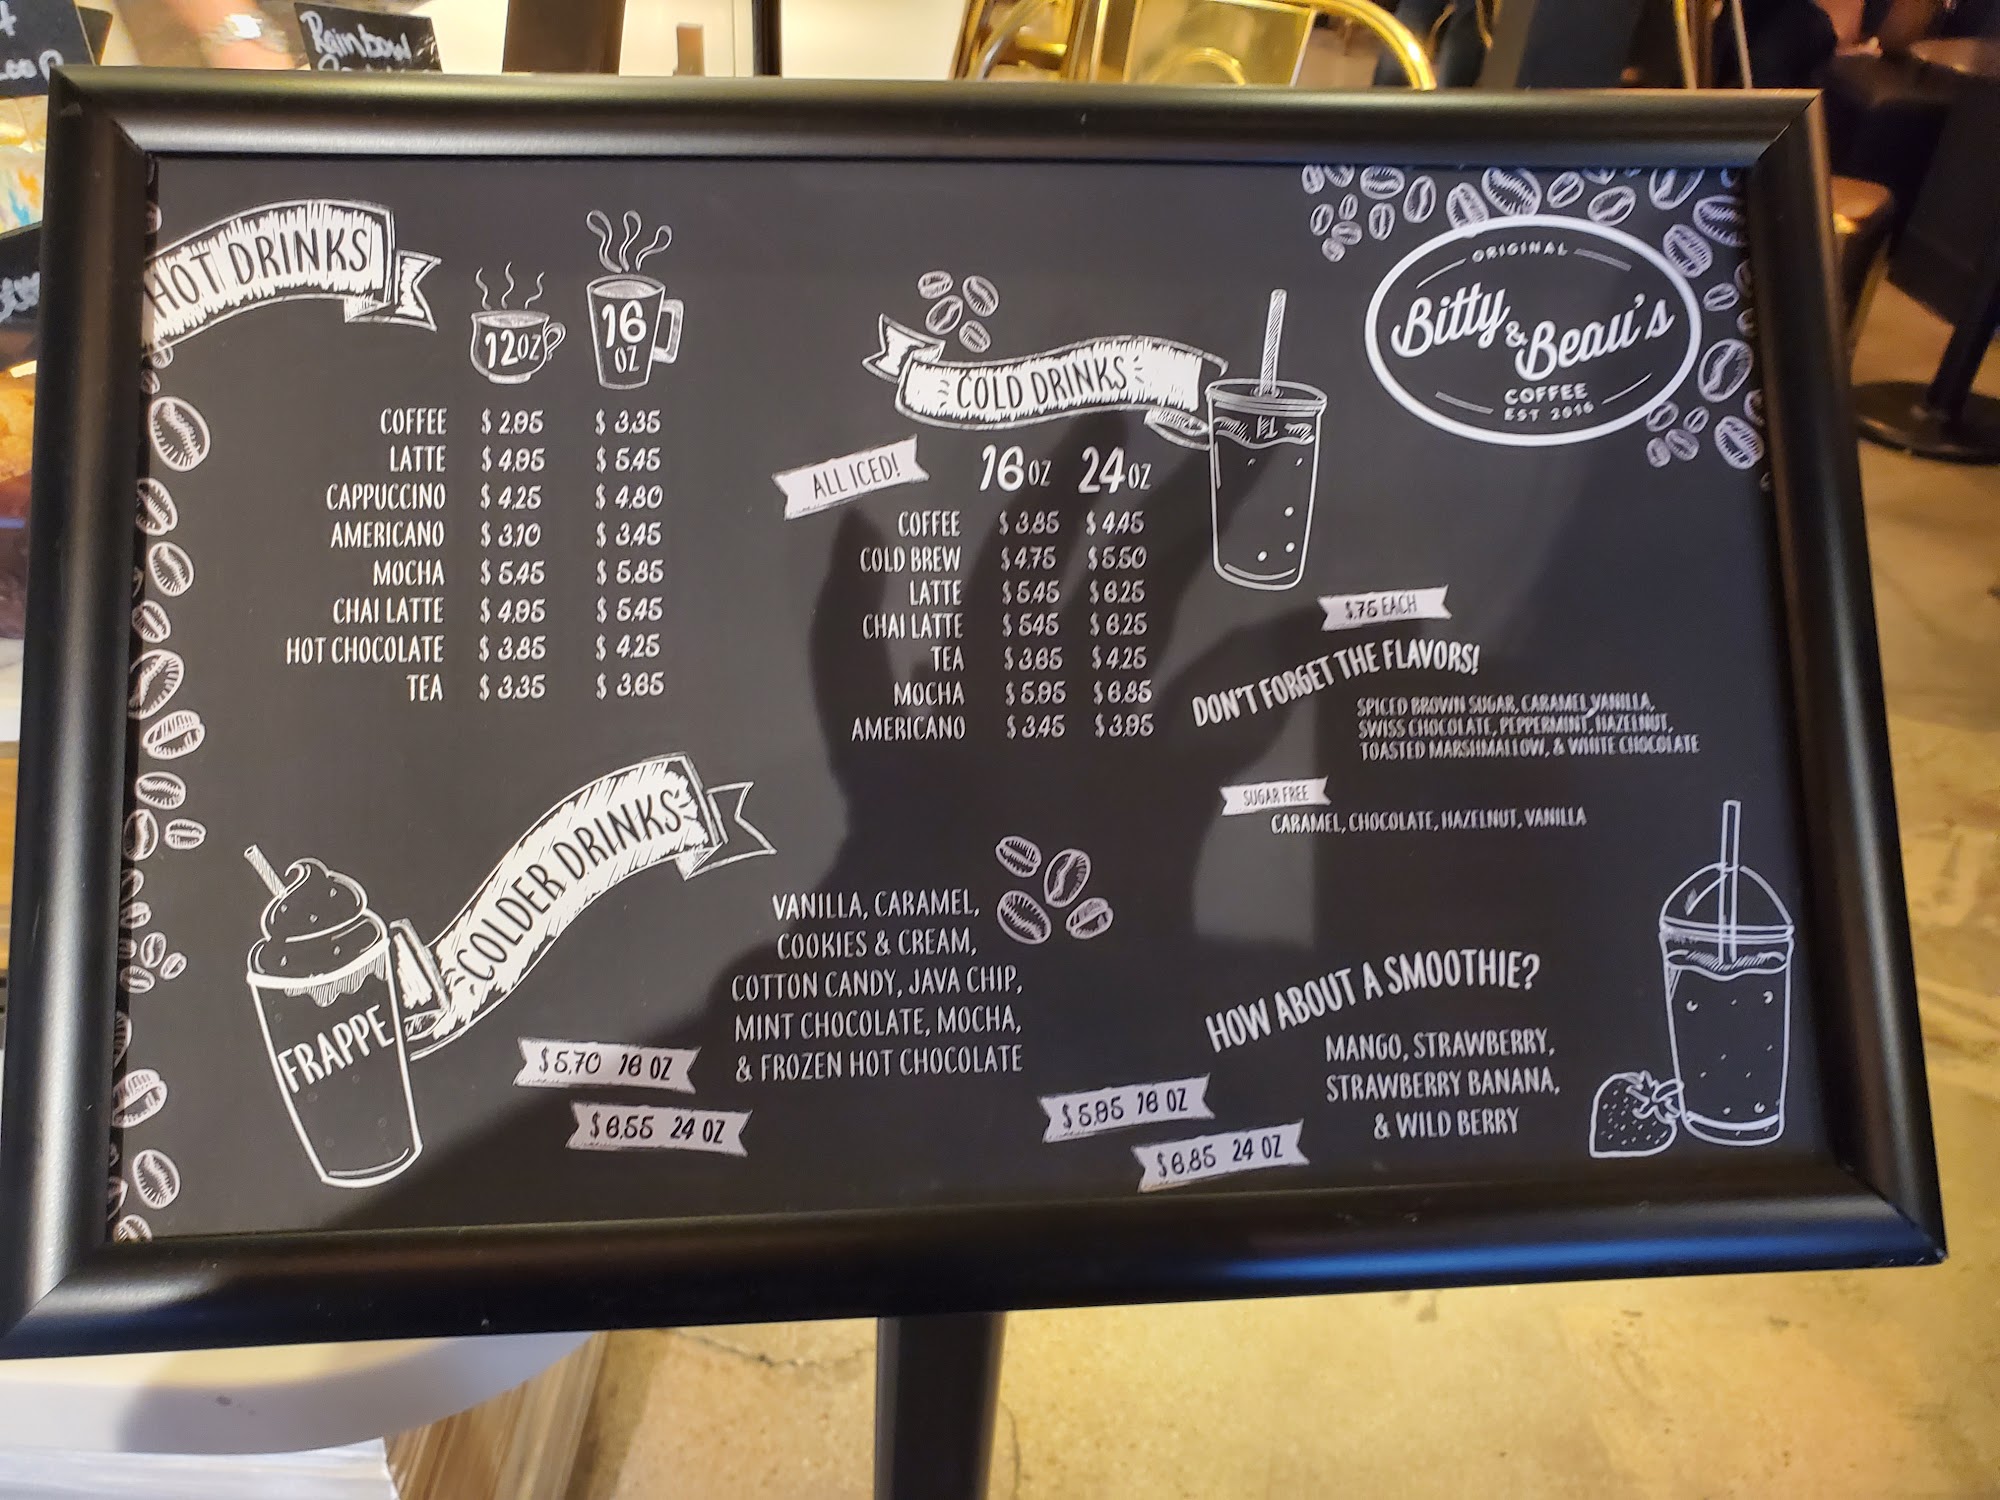 Rainbow
HOT DRINKS
12 OZ 16 OZ
COFFEE $ 2.95 $ 3.35
LATTE $ 4.95 $ 5.45
CAPPUCCINO $ 4.25 $ 4.80
AMERICANO $ 3.10 $ 3.45
MOCHA $ 5.45 $ 5.85
CHAI LATTE $ 4.95 $ 5.45
HOT CHOCOLATE $ 3.85 $ 4.25
TEA $ 3.35 $ 3.65
COLD DRINKS
ALL ICED! 16 OZ 24 OZ
COFFEE $ 3.85 $ 4.45
COLD BREW $ 4.75 $ 5.50
LATTE $ 5.45 $ 6.25
CHAI LATTE $ 5.45 $ 6.25
TEA $ 3.65 $ 4.25
MOCHA $ 5.95 $ 6.85
AMERICANO $ 3.45 $ 3.95
ORIGINAL
Bitty & Beau's
COFFEE
EST 2016
$.75 EACH
DON'T FORGET THE FLAVORS!
SPICED BROWN SUGAR, CARAMEL, VANILLA,
SWISS CHOCOLATE, PEPPERMINT, HAZELNUT,
TOASTED MARSHMALLOW, & WHITE CHOCOLATE
SUGAR FREE
CARAMEL, CHOCOLATE, HAZELNUT, VANILLA
COLDER DRINKS
FRAPPE
$ 5.70 16 OZ
$ 6.55 24 OZ
VANILLA, CARAMEL,
COOKIES & CREAM,
COTTON CANDY, JAVA CHIP,
MINT CHOCOLATE, MOCHA,
& FROZEN HOT CHOCOLATE
HOW ABOUT A SMOOTHIE?
MANGO, STRAWBERRY,
STRAWBERRY BANANA,
& WILD BERRY
$ 5.95 16 OZ
$ 6.85 24 OZ